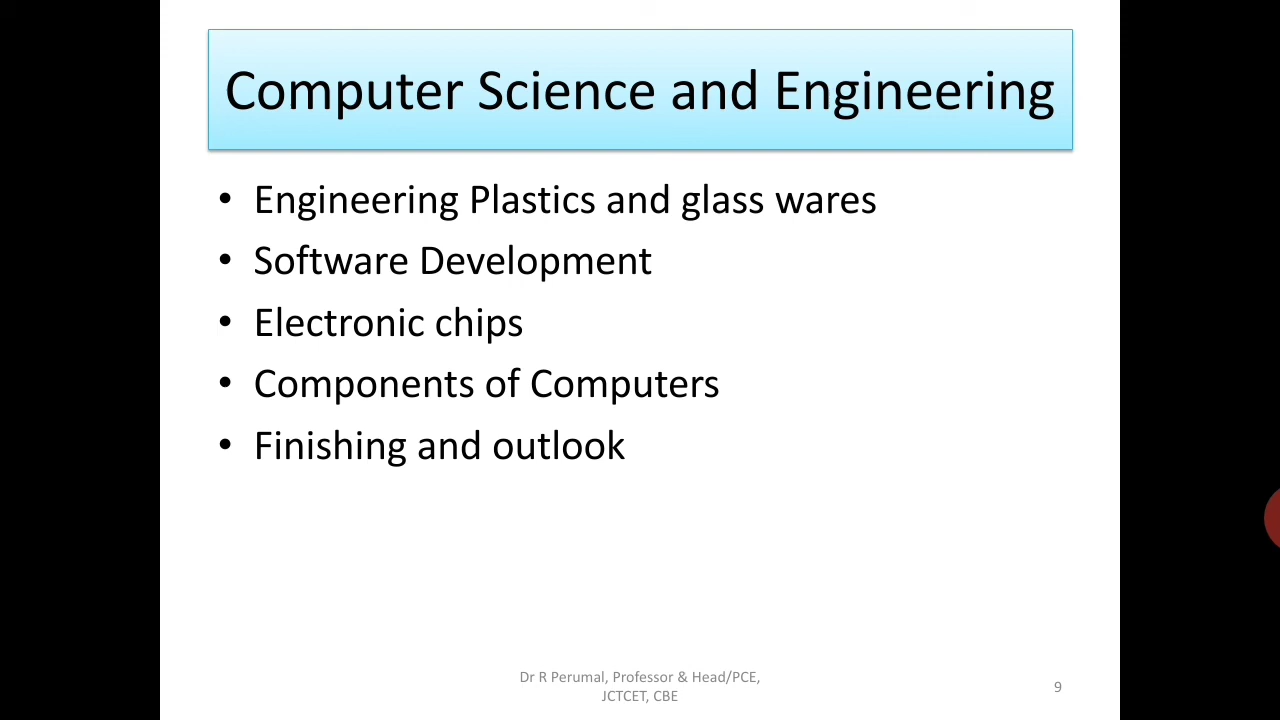 Computer Science and Engineering
• Engineering Plastics and glass wares
• Software Development
• Electronic chips
• Components of Computers
• Finishing and outlook
Dr R Perumal, Professor & Head/PCE,
JCTCET, CBE
9